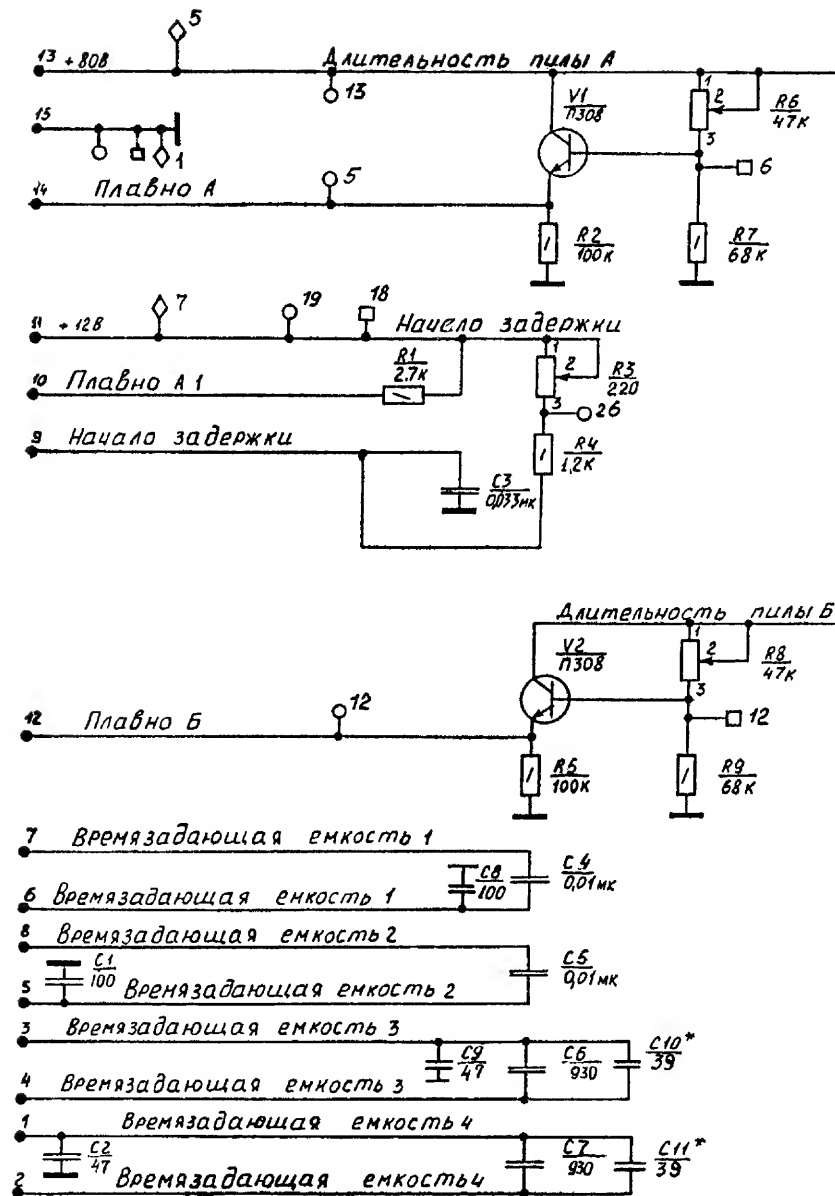 5
13 +80В Длительность пилы А
13
V1
П308
1
2
3
R6
47к
15
1
6
14 Плавно А
5
R2
100к
R7
68к
7
19
18
11 +12В Начало задержки
1
2
3
R3
220
R1
2.7к
10 Плавно А 1
26
9 Начало задержки
R4
1,2к
C3
0,033мк
Длительность пилы Б
V2
П308
1
2
3
R8
47к
12
12
12 Плавно Б
R5
100к
R9
68к
7 Времязадающая емкость 1
C8
100
C4
0,01мк
6 Времязадающая емкость 1
8 Времязадающая емкость 2
C1
100
C5
0,01мк
5 Времязадающая емкость 2
3 Времязадающая емкость 3
C9
47
C6
930
C10*
39
4 Времязадающая емкость 3
1 Времязадающая емкость 4
C2
47
C7
930
C11*
39
2 Времязадающая емкость 4